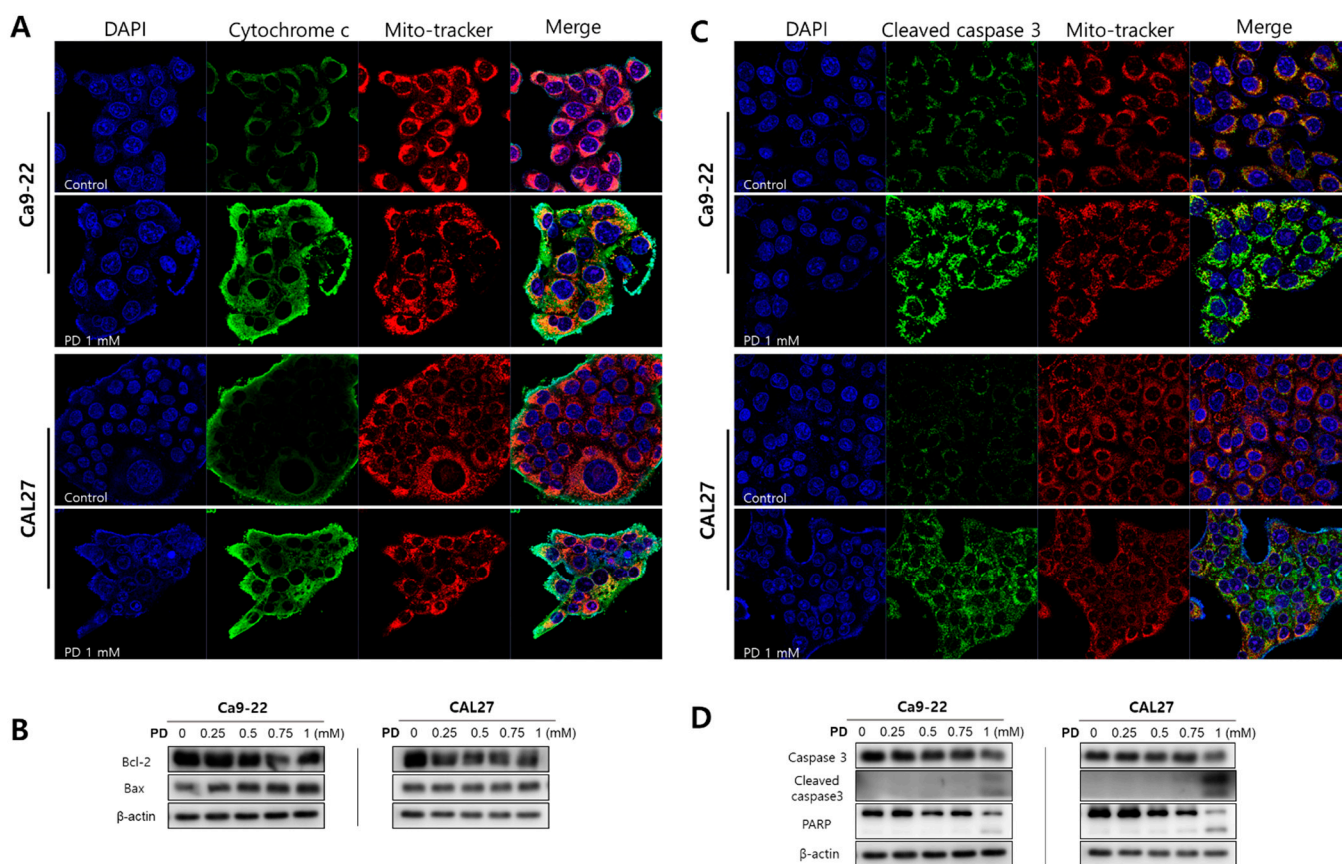 A
DAPI Cytochrome c Mito-tracker Merge
Ca9-22
Control
PD 1 mM
CAL27
Control
PD 1 mM
C
DAPI Cleaved caspase 3 Mito-tracker Merge
Ca9-22
Control
PD 1 mM
CAL27
Control
PD 1 mM
B
Ca9-22 CAL27
PD 0 0.25 0.5 0.75 1 (mM) PD 0 0.25 0.5 0.75 1 (mM)
Bcl-2
Bax
β-actin
D
Ca9-22 CAL27
PD 0 0.25 0.5 0.75 1 (mM) PD 0 0.25 0.5 0.75 1 (mM)
Caspase 3
Cleaved
caspase3
PARP
β-actin